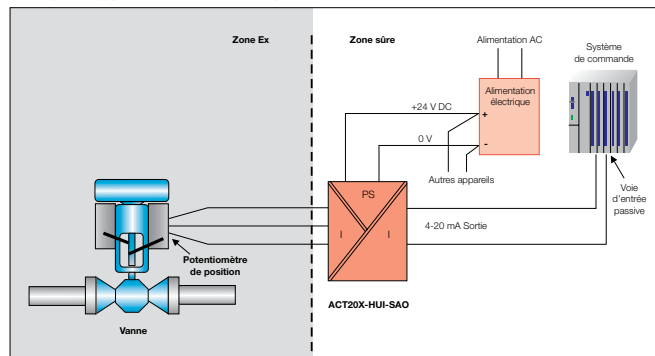 Zone Ex
Zone sûre
Alimentation AC
Système
de commande
Alimentation
électrique
+24 V DC
+
0 V
-
Autres appareils
Voie
d'entrée
passive
PS
I
I
4-20 mA Sortie
Potentiomètre
de position
ACT20X-HUI-SAO
Vanne